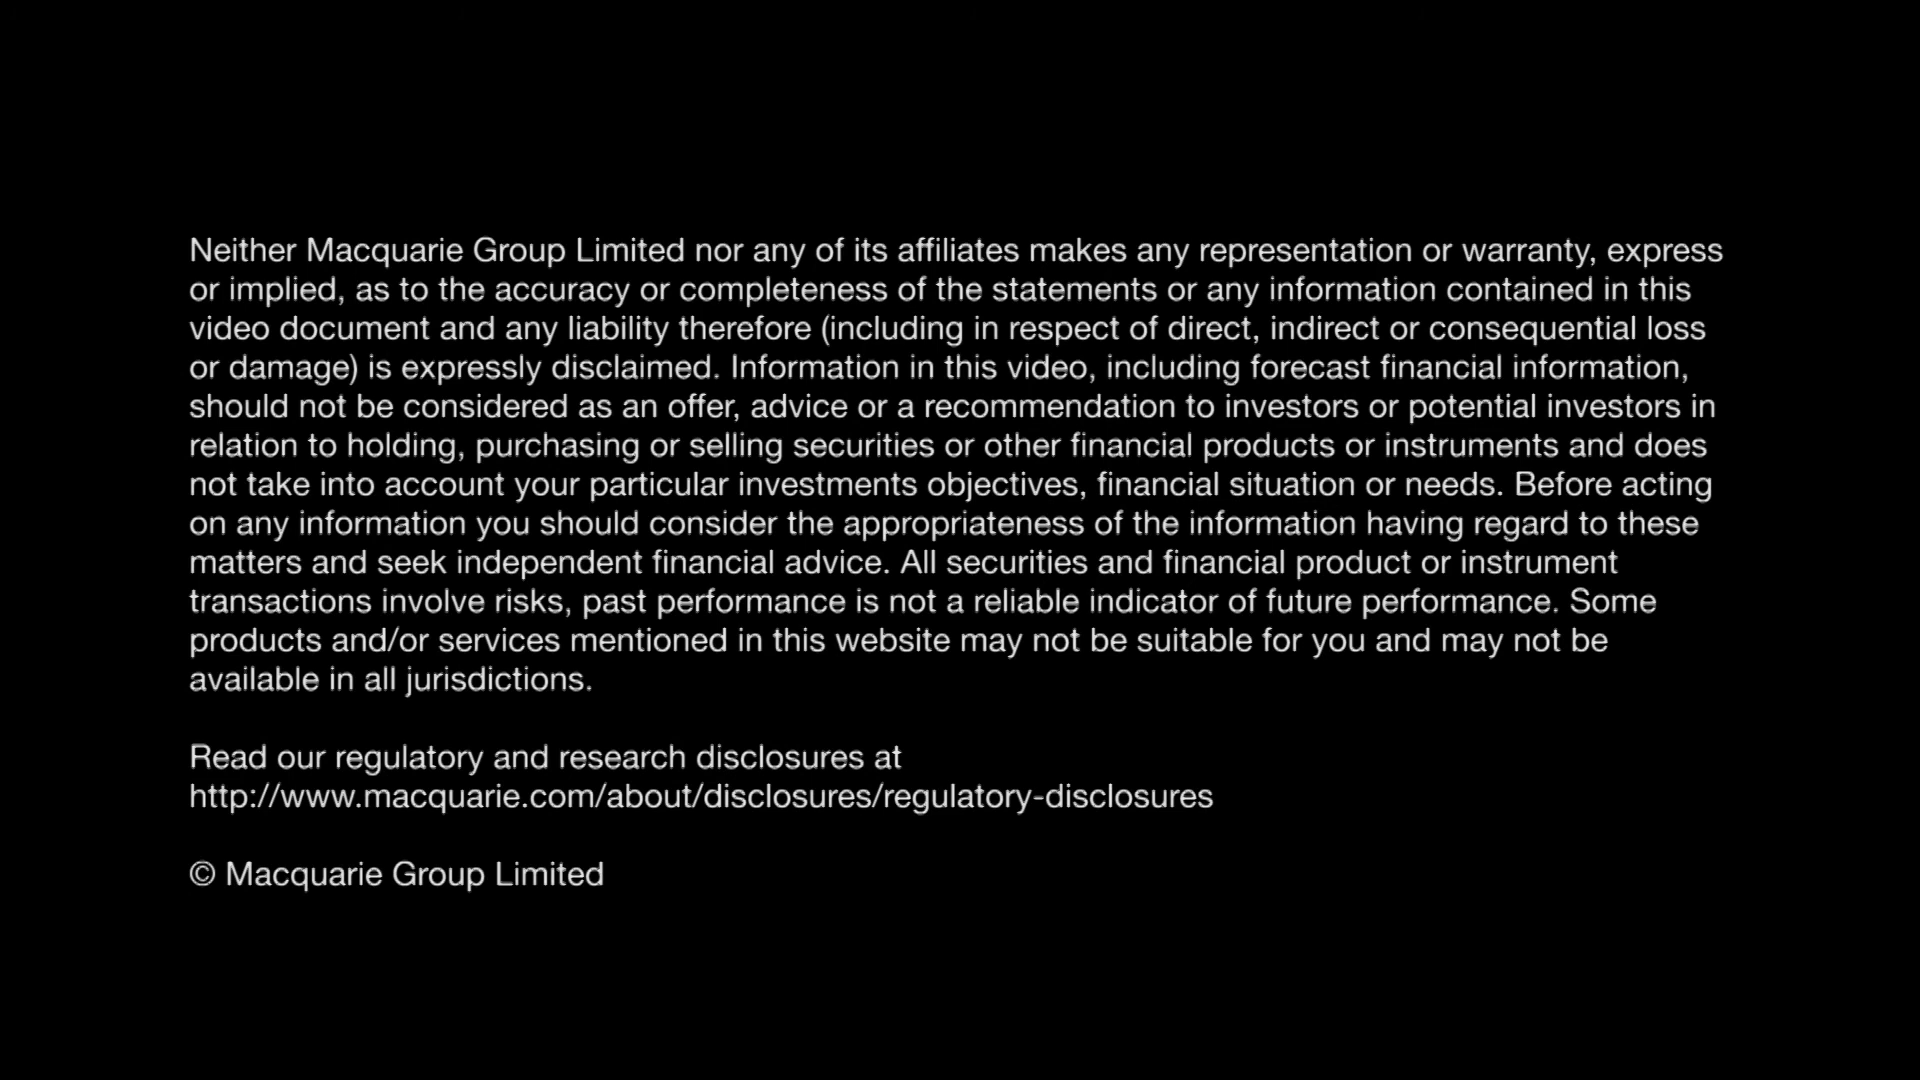 Neither Macquarie Group Limited nor any of its affiliates makes any representation or warranty, express
or implied, as to the accuracy or completeness of the statements or any information contained in this
video document and any liability therefore (including in respect of direct, indirect or consequential loss
or damage) is expressly disclaimed. Information in this video, including forecast financial information,
should not be considered as an offer, advice or a recommendation to investors or potential investors in
relation to holding, purchasing or selling securities or other financial products or instruments and does
not take into account your particular investments objectives, financial situation or needs. Before acting
on any information you should consider the appropriateness of the information having regard to these
matters and seek independent financial advice. All securities and financial product or instrument
transactions involve risks, past performance is not a reliable indicator of future performance. Some
products and/or services mentioned in this website may not be suitable for you and may not be
available in all jurisdictions.
Read our regulatory and research disclosures at
http://www.macquarie.com/about/disclosures/regulatory-disclosures
© Macquarie Group Limited